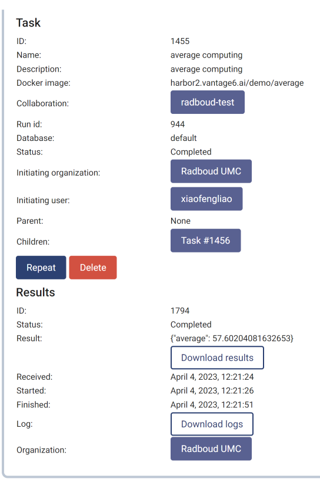 Task
ID: 1455
Name: average computing
Description: average computing
Docker image: harbor2.vantage6.ai/demo/average
Collaboration: radboud-test
Run id: 944
Database: default
Status: Completed
Initiating organization: Radboud UMC
Initiating user: xiaofengliao
Parent: None
Children: Task #1456
Repeat Delete
Results
ID: 1794
Status: Completed
Result: {"average": 57.60204081632653}
Download results
Received: April 4, 2023, 12:21:24
Started: April 4, 2023, 12:21:26
Finished: April 4, 2023, 12:21:51
Log: Download logs
Organization: Radboud UMC